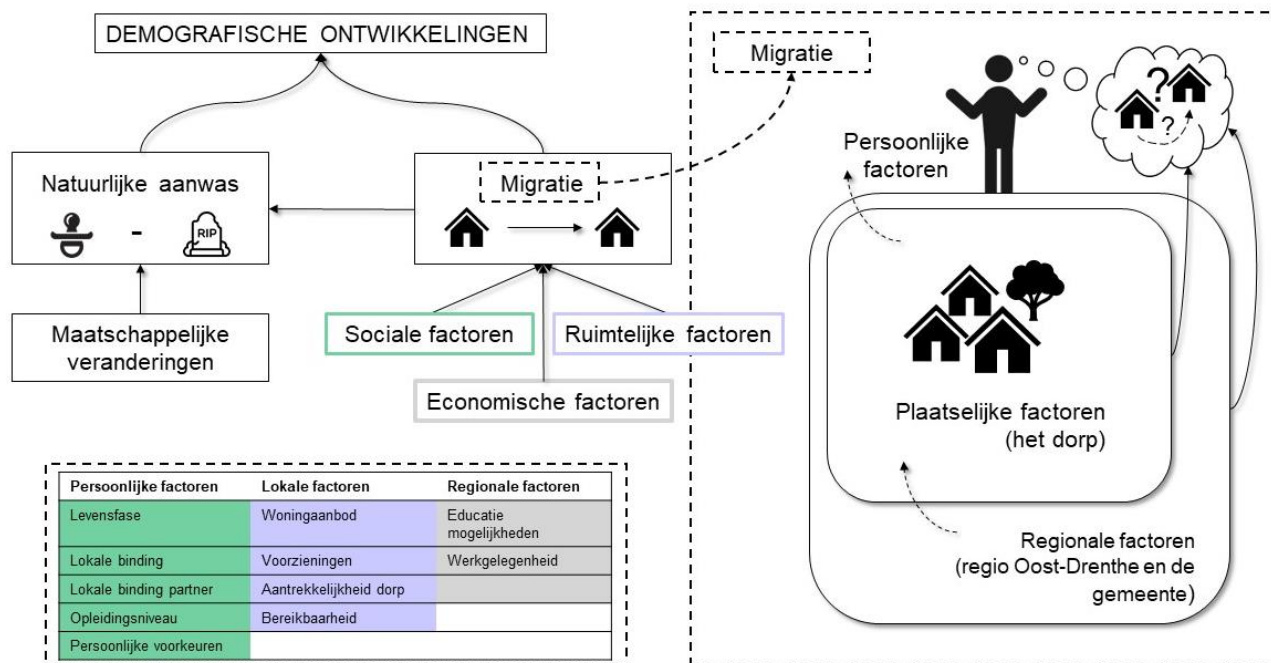 DEMOGRAFISCHE ONTWIKKELINGEN
Natuurlijke aanwas
-
RIP
Migratie
Maatschappelijke
veranderingen
Sociale factoren
Ruimtelijke factoren
Economische factoren
Persoonlijke factoren Lokale factoren Regionale factoren
Levensfase Woningaanbod Educatie
mogelijkheden
Lokale binding Voorzieningen Werkgelegenheid
Lokale binding partner Aantrekkelijkheid dorp
Opleidingsniveau Bereikbaarheid
Persoonlijke voorkeuren
Migratie
? ?
Persoonlijke
factoren
Plaatselijke factoren
(het dorp)
Regionale factoren
(regio Oost-Drenthe en de
gemeente)